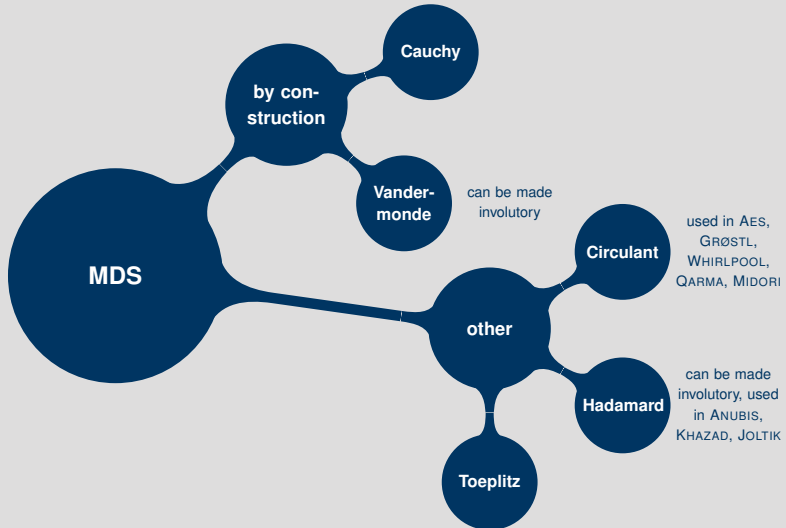 Cauchy
by con-
struction
Vander-
monde
can be made
involutory
MDS
Circulant
used in AES,
GRØSTL,
WHIRLPOOL,
QARMA, MIDORI
other
Hadamard
can be made
involutory, used
in ANUBIS,
KHAZAD, JOLTIK
Toeplitz